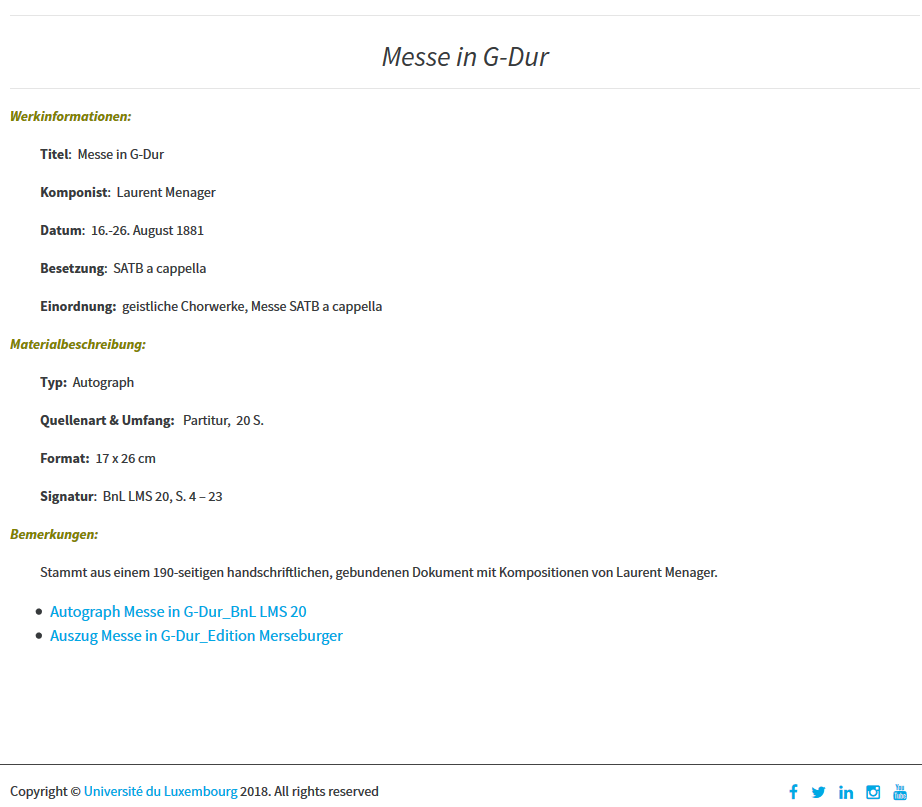 Messe in G-Dur
Werkinformationen:
Titel: Messe in G-Dur
Komponist: Laurent Menager
Datum: 16.-26. August 1881
Besetzung: SATB a cappella
Einordnung: geistliche Chorwerke, Messe SATB a cappella
Materialbeschreibung:
Typ: Autograph
Quellenart & Umfang: Partitur, 20 S.
Format: 17 x 26 cm
Signatur: BnL LMS 20, S. 4 – 23
Bemerkungen:
Stammt aus einem 190-seitigen handschriftlichen, gebundenen Dokument mit Kompositionen von Laurent Menager.
• Autograph Messe in G-Dur_BnL LMS 20
• Auszug Messe in G-Dur_Edition Merseburger
Copyright © Université du Luxembourg 2018. All rights reserved